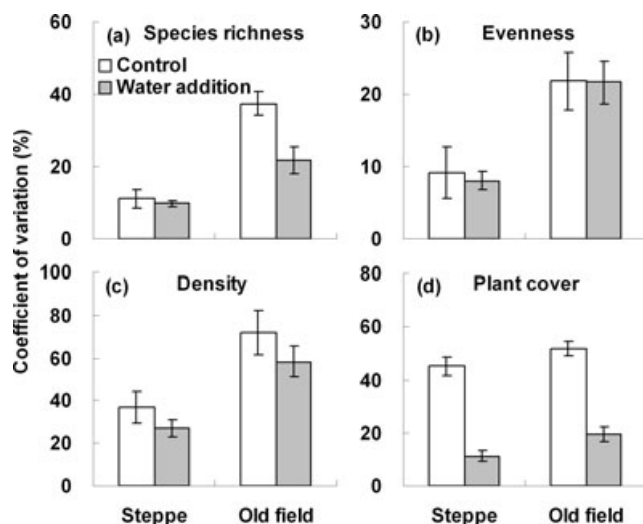 (a) Species richness
Control
Water addition
60
40
20
0
(b) Evenness
30
20
10
0
Coefficient of variation (%)
(c) Density
100
80
60
40
20
0
(d) Plant cover
80
60
40
20
0
Steppe Old field
Steppe Old field